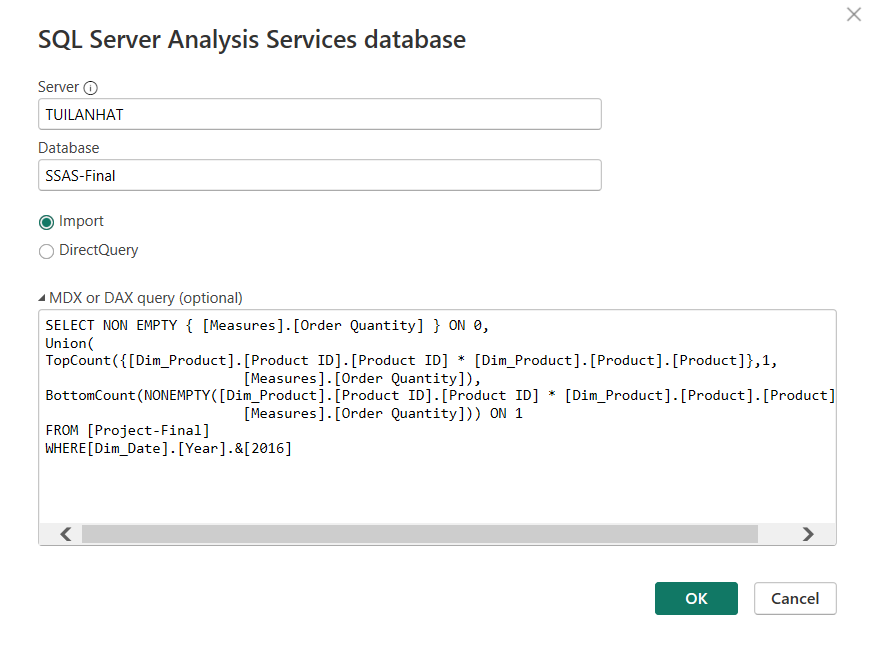 SQL Server Analysis Services database
Server
TUILANHAT
Database
SSAS-Final
Import
DirectQuery
MDX or DAX query (optional)
SELECT NON EMPTY { [Measures].[Order Quantity] } ON 0,
Union(
TopCount({[Dim_Product].[Product ID].[Product ID] * [Dim_Product].[Product].[Product]},1,
[Measures].[Order Quantity]),
BottomCount(NONEMPTY([Dim_Product].[Product ID].[Product ID] * [Dim_Product].[Product].[Product]
[Measures].[Order Quantity])) ON 1
FROM [Project-Final]
WHERE[Dim_Date].[Year].&[2016]
OK
Cancel